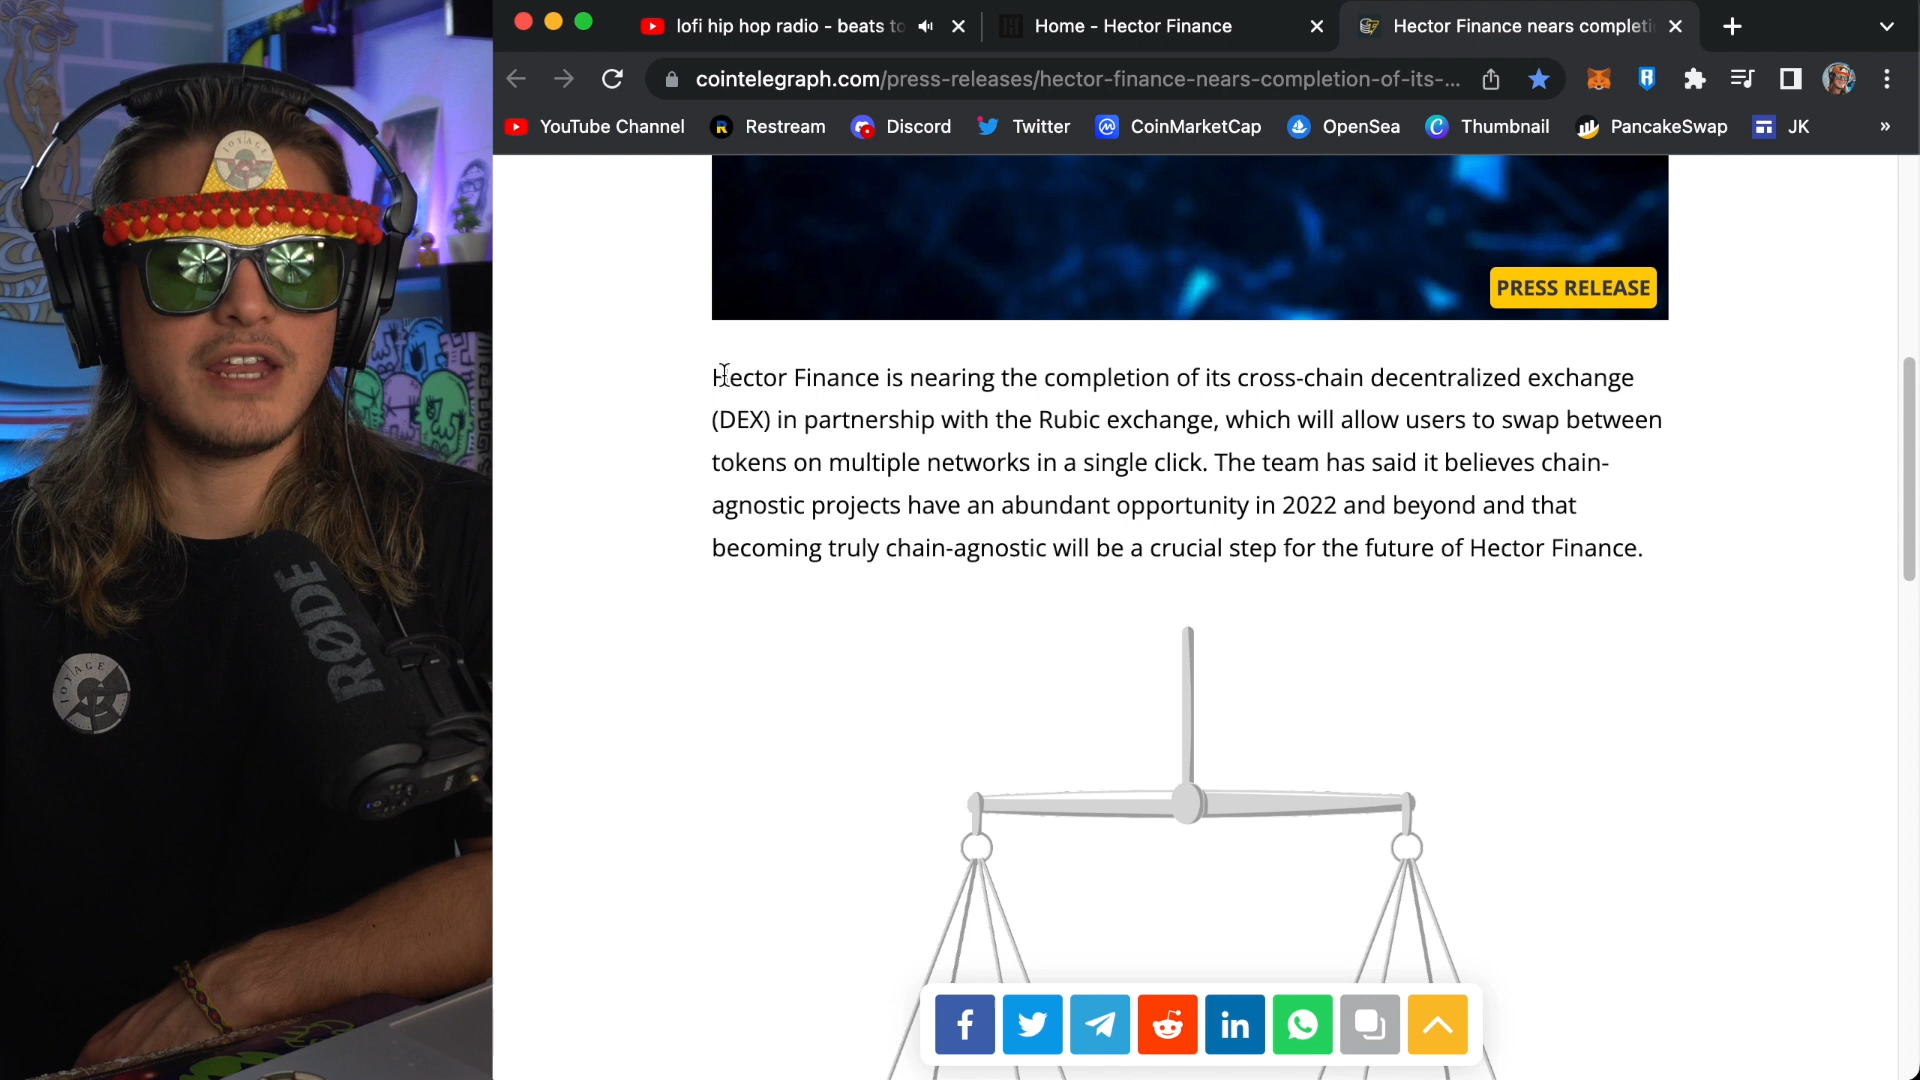 lofi hip hop radio - beats to
Home - Hector Finance
Hector Finance nears completi
cointelegraph.com/press-releases/hector-finance-nears-completion-of-its-...
YouTube Channel
Restream
Discord
Twitter
CoinMarketCap
OpenSea
Thumbnail
PancakeSwap
JK
»
PRESS RELEASE
Hector Finance is nearing the completion of its cross-chain decentralized exchange
(DEX) in partnership with the Rubic exchange, which will allow users to swap between
tokens on multiple networks in a single click. The team has said it believes chain-
agnostic projects have an abundant opportunity in 2022 and beyond and that
becoming truly chain-agnostic will be a crucial step for the future of Hector Finance.
VOYAGE
RØDE
VOYAGE